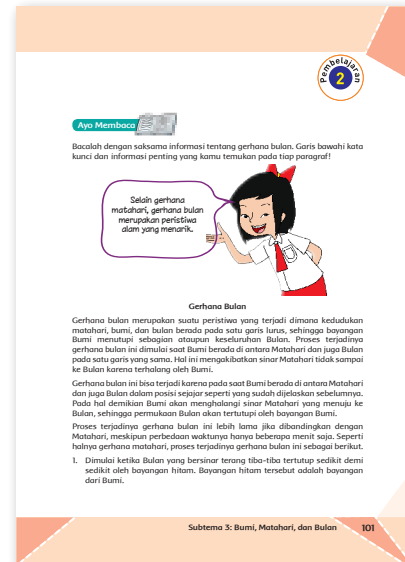 Pembelajaran
2
Ayo Membaca
Bacalah dengan saksama informasi tentang gerhana bulan. Garis bawahi kata
kunci dan informasi penting yang kamu temukan pada tiap paragraf!
Selain gerhana
matahari, gerhana bulan
merupakan peristiwa
alam yang menarik.
Gerhana Bulan
Gerhana bulan merupakan suatu peristiwa yang terjadi dimana kedudukan
matahari, bumi, dan bulan berada pada satu garis lurus, sehingga bayangan
Bumi menutupi sebagian ataupun keseluruhan Bulan. Proses terjadinya
gerhana bulan ini dimulai saat Bumi berada di antara Matahari dan juga Bulan
pada satu garis yang sama. Hal ini mengakibatkan sinar Matahari tidak sampai
ke Bulan karena terhalang oleh Bumi.
Gerhana bulan ini bisa terjadi karena pada saat Bumi berada di antara Matahari
dan juga Bulan dalam posisi sejajar seperti yang sudah dijelaskan sebelumnya.
Pada hal demikian Bumi akan menghalangi sinar Matahari yang menuju ke
Bulan, sehingga permukaan Bulan akan tertutupi oleh bayangan Bumi.
Proses terjadinya gerhana bulan ini lebih lama jika dibandingkan dengan
Matahari, meskipun perbedaan waktunya hanya beberapa menit saja. Seperti
halnya gerhana matahari, proses terjadinya gerhana bulan ini sebagai berikut.
1. Dimulai ketika Bulan yang bersinar terang tiba-tiba tertutup sedikit demi
sedikit oleh bayangan hitam. Bayangan hitam tersebut adalah bayangan
dari Bumi.
Subtema 3: Bumi, Matahari, dan Bulan 101